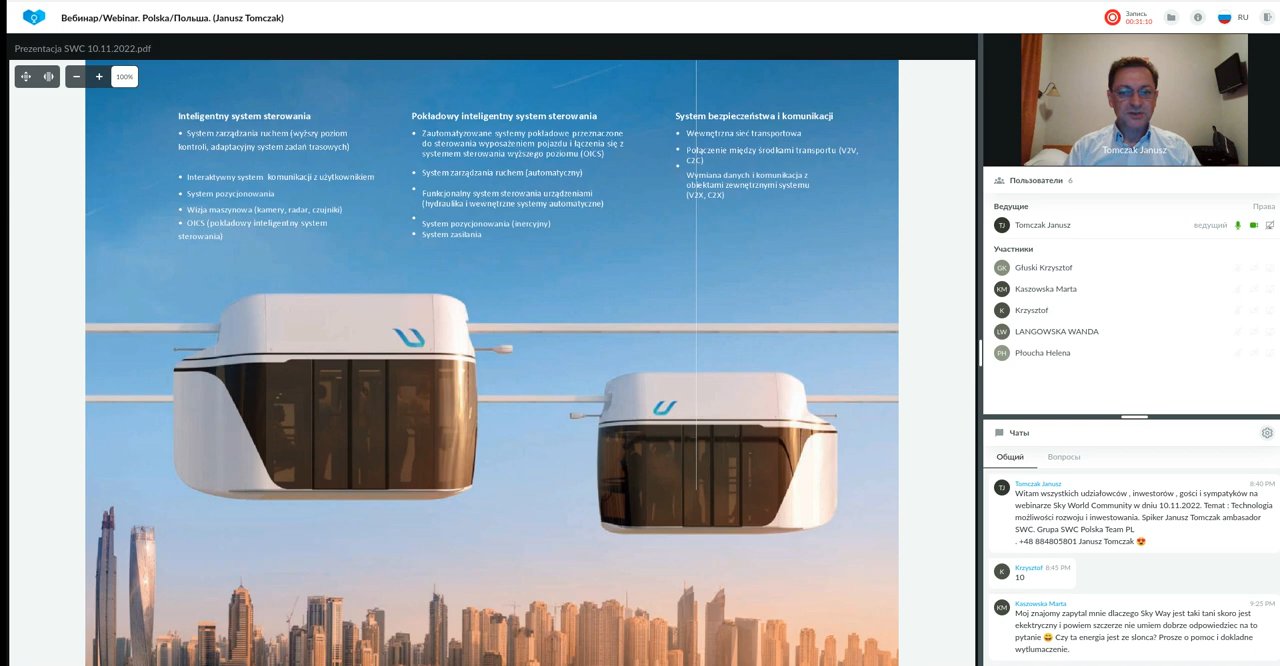 Вебинар/Webinar. Polska/Польша. (Janusz Tomczak)
Запись
00:31:10
RU
Prezentacja SWC 10.11.2022.pdf
100%
Inteligentny system sterowania
• System zarządzania ruchem (wyższy poziom
kontroli, adaptacyjny system zadań trasowych)
• Interaktywny system komunikacji z użytkownikiem
• System pozycjonowania
• Wizja maszynowa (kamery, radar, czujniki)
• OICS (pokładowy inteligentny system
sterowania)
Pokładowy inteligentny system sterowania
• Zautomatyzowane systemy pokładowe przeznaczone
do sterowania wyposażeniem pojazdu i łączenia się z
systemem sterowania wyższego poziomu (OICS)
• System zarządzania ruchem (automatyczny)
•
Funkcjonalny system sterowania urządzeniami
(hydraulika i wewnętrzne systemy automatyczne)
•
System pozycjonowania (inercyjny)
• System zasilania
System bezpieczeństwa i komunikacji
• Wewnętrzna sieć transportowa
• Połączenie między środkami transportu (V2V,
C2C)
•
Wymiana danych i komunikacja z
obiektami zewnętrznymi systemu
(V2X, C2X)
Tomczak Janusz
Пользователи 6
Ведущие Права
TJ Tomczak Janusz ведущий
Участники
GK Głuski Krzysztof
KM Kaszowska Marta
K Krzysztof
LW LANGOWSKA WANDA
PH Płoucha Helena
Чаты
Общий Вопросы
TJ Tomczak Janusz 8:40 PM
Witam wszystkich udziałowców , inwestorów , gości i sympatyków na
webinarze Sky World Community w dniu 10.11.2022. Temat : Technologia
możliwości rozwoju i inwestowania. Spiker Janusz Tomczak ambasador
SWC. Grupa SWC Polska Team PL
. +48 884805801 Janusz Tomczak 😍
K Krzysztof 8:45 PM
10
KM Kaszowska Marta 9:25 PM
Moj znajomy zapytal mnie dlaczego Sky Way jest taki tani skoro jest
ekektryczny i powiem szczerze nie umiem dobrze odpowiedziec na to
pytanie 😄 Czy ta energia jest ze slonca? Prosze o pomoc i dokladne
wytlumaczenie.